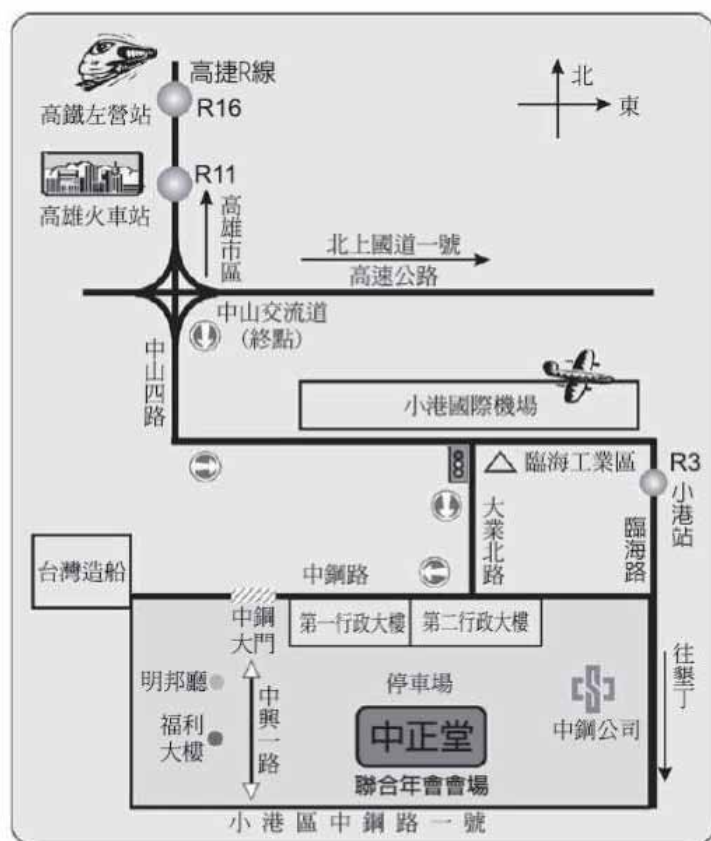 高捷R線
北
東
高鐵左營站
R16
R11
高雄火車站
高雄市區
北上國道一號
高速公路
中山交流道
(終點)
中山四路
小港國際機場
臨海工業區
R3
小港站
大業北路
臨海路
台灣造船
中鋼路
中鋼
大門
第一行政大樓
第二行政大樓
往墾丁
明邦廳
中興一路
停車場
福利
大樓
中正堂
中鋼公司
聯合年會會場
小港區中鋼路一號